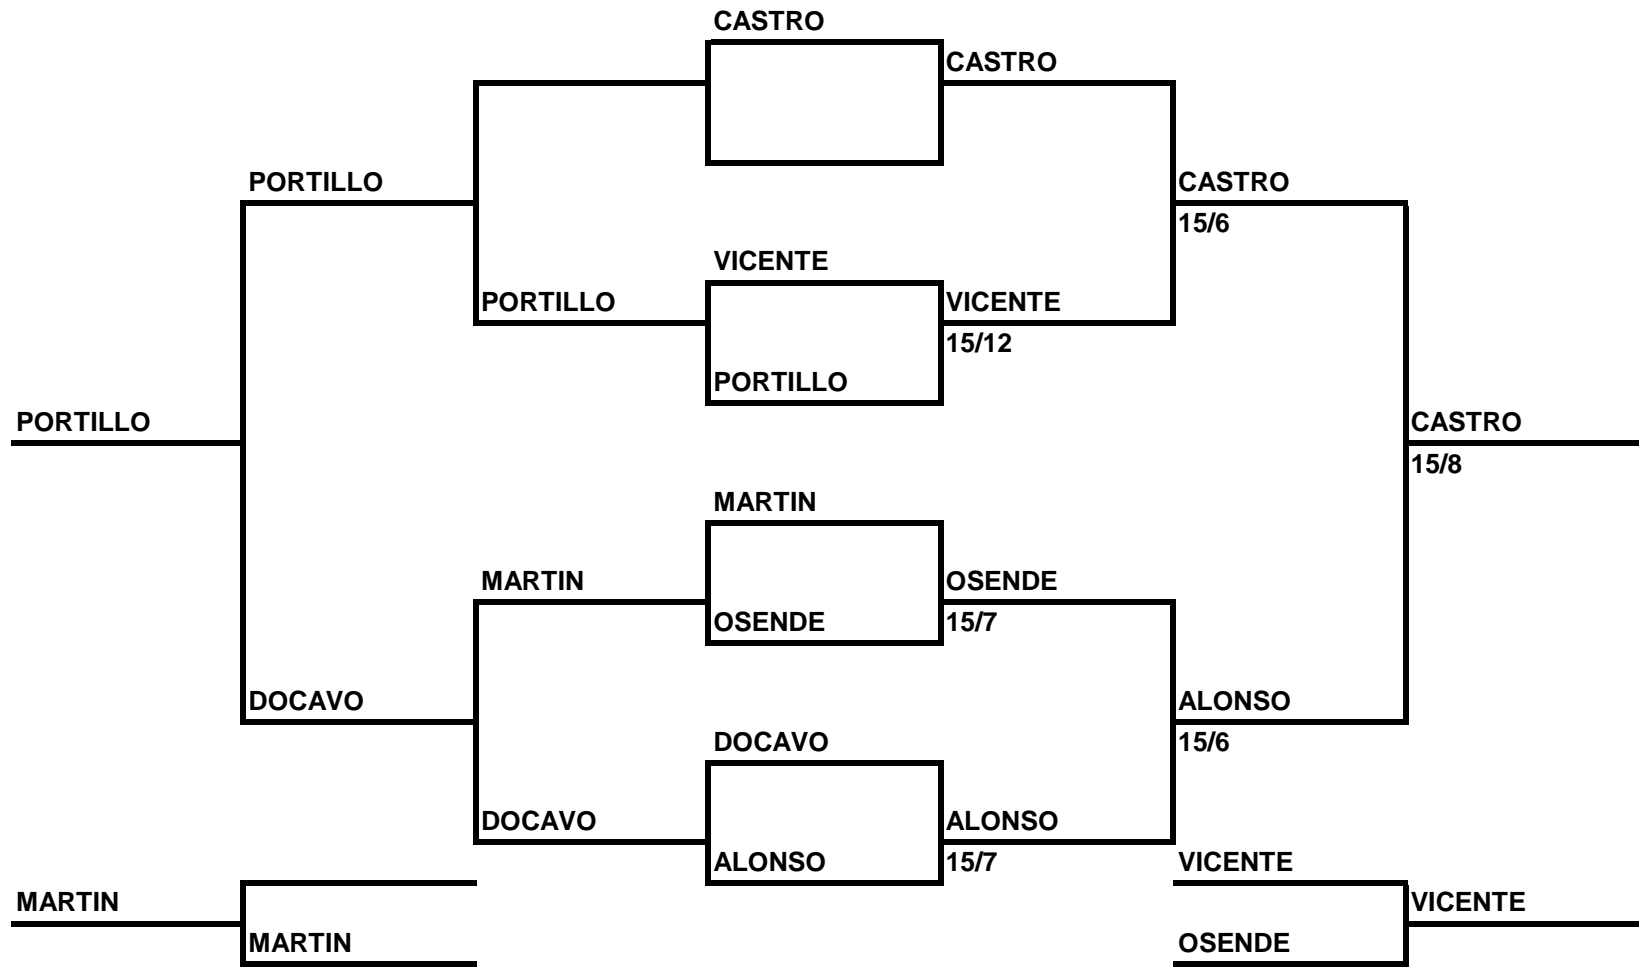 CASTRO
CASTRO
PORTILLO
CASTRO
15/6
VICENTE
PORTILLO
VICENTE
15/12
PORTILLO
PORTILLO
CASTRO
15/8
MARTIN
MARTIN
OSENDE
OSENDE
15/7
DOCAVO
ALONSO
DOCAVO
15/6
DOCAVO
ALONSO
ALONSO
15/7
VICENTE
MARTIN
VICENTE
MARTIN
OSENDE